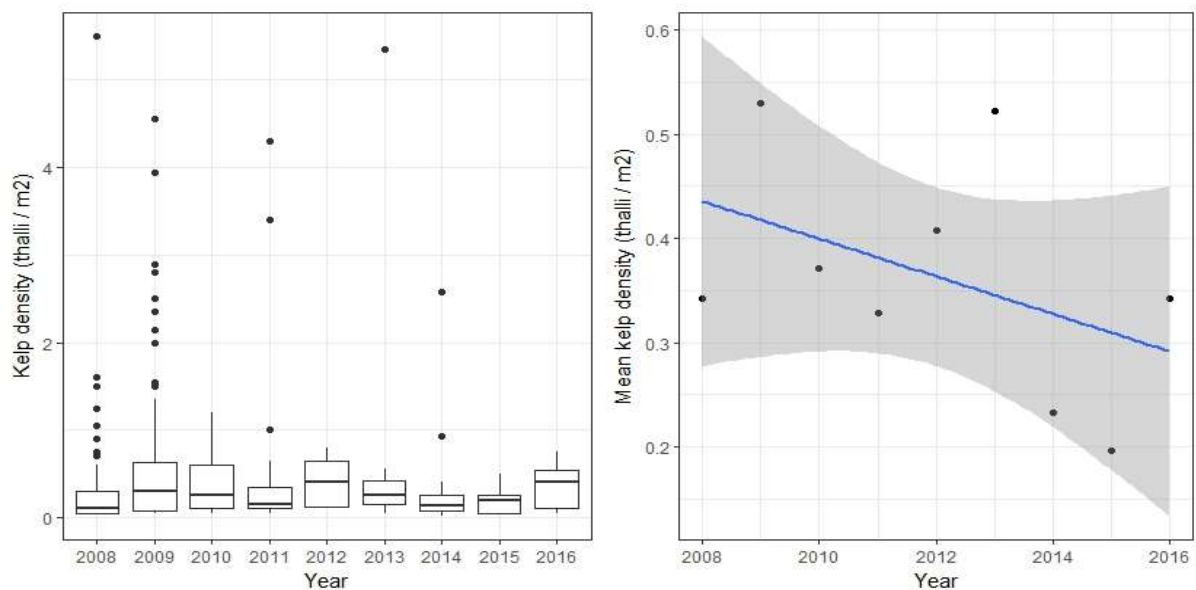 Kelp density (thalli / m2)
4
2
0
2008 2009 2010 2011 2012 2013 2014 2015 2016
Year
Mean kelp density (thalli / m2)
0.6
0.5
0.4
0.3
0.2
2008 2010 2012 2014 2016
Year